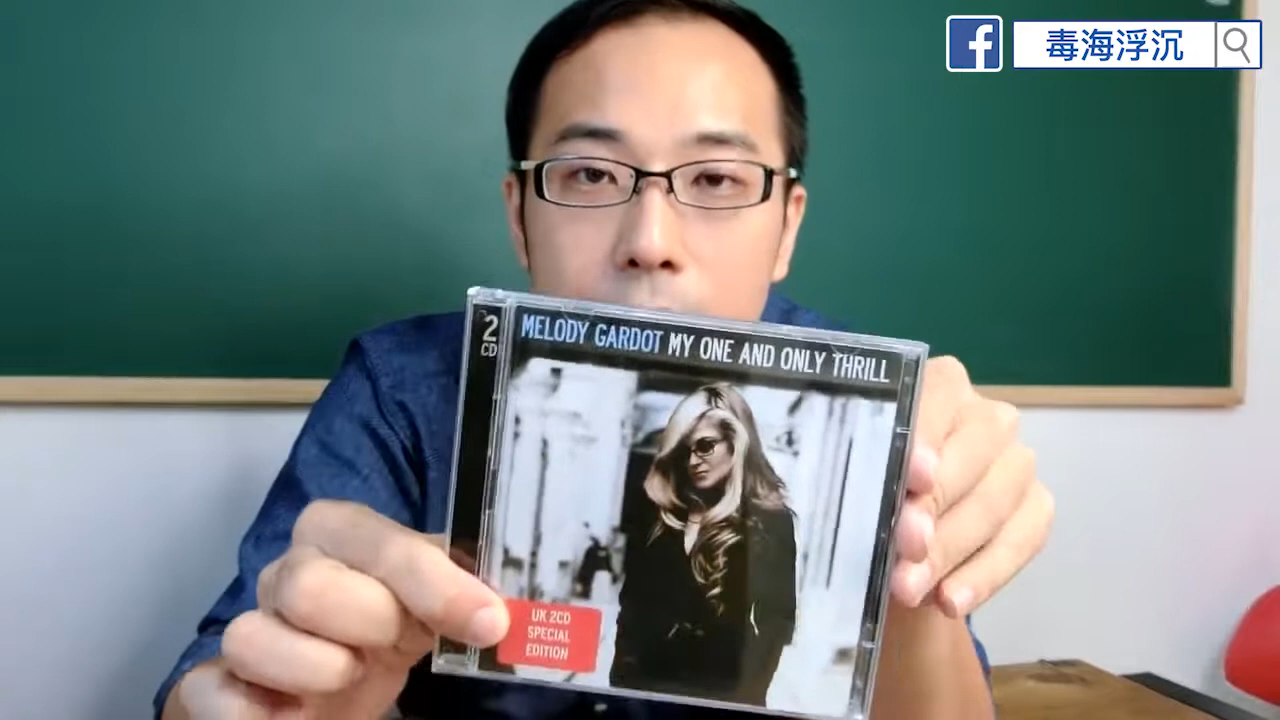 毒海浮沉
2
CD
MELODY GARDOT MY ONE AND ONLY THRILL
UK 2CD
SPECIAL
EDITION